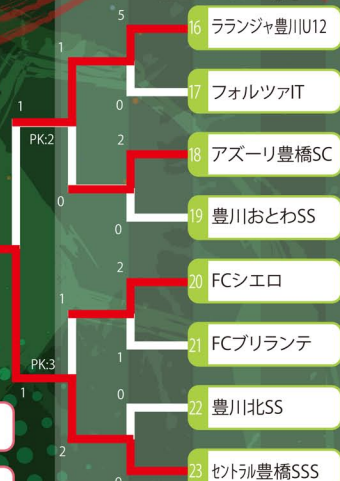 5
16 ラランジャ豊川U12
1
17 フォルツァIT
0
1
PK:2
2
18 アズーリ豊橋SC
0
19 豊川おとわSS
0
2
20 FCシエロ
1
21 FCブリランテ
1
PK:3
1
0
22 豊川北SS
2
23 セントラル豊橋SSS
0